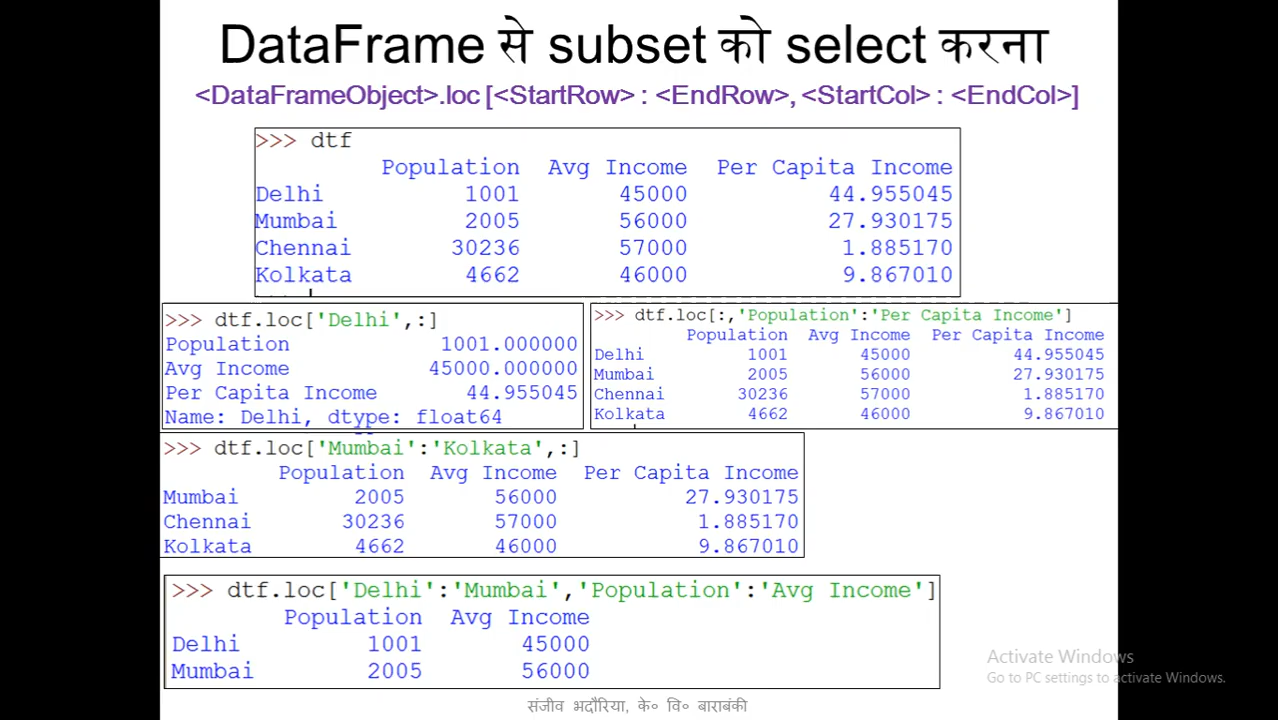 DataFrame से subset को select करना
<DataFrameObject>.loc [<StartRow> : <EndRow>, <StartCol> : <EndCol>]
>>> dtf
Population Avg Income Per Capita Income
Delhi 1001 45000 44.955045
Mumbai 2005 56000 27.930175
Chennai 30236 57000 1.885170
Kolkata 4662 46000 9.867010
>>> dtf.loc['Delhi',:]
Population 1001.000000
Avg Income 45000.000000
Per Capita Income 44.955045
Name: Delhi, dtype: float64
>>> dtf.loc[:,'Population':'Per Capita Income']
Population Avg Income Per Capita Income
Delhi 1001 45000 44.955045
Mumbai 2005 56000 27.930175
Chennai 30236 57000 1.885170
Kolkata 4662 46000 9.867010
>>> dtf.loc['Mumbai':'Kolkata',:]
Population Avg Income Per Capita Income
Mumbai 2005 56000 27.930175
Chennai 30236 57000 1.885170
Kolkata 4662 46000 9.867010
>>> dtf.loc['Delhi':'Mumbai','Population':'Avg Income']
Population Avg Income
Delhi 1001 45000
Mumbai 2005 56000
Activate Windows
Go to PC settings to activate Windows.
संजीव भदौरिया, के० वि० बाराबंकी